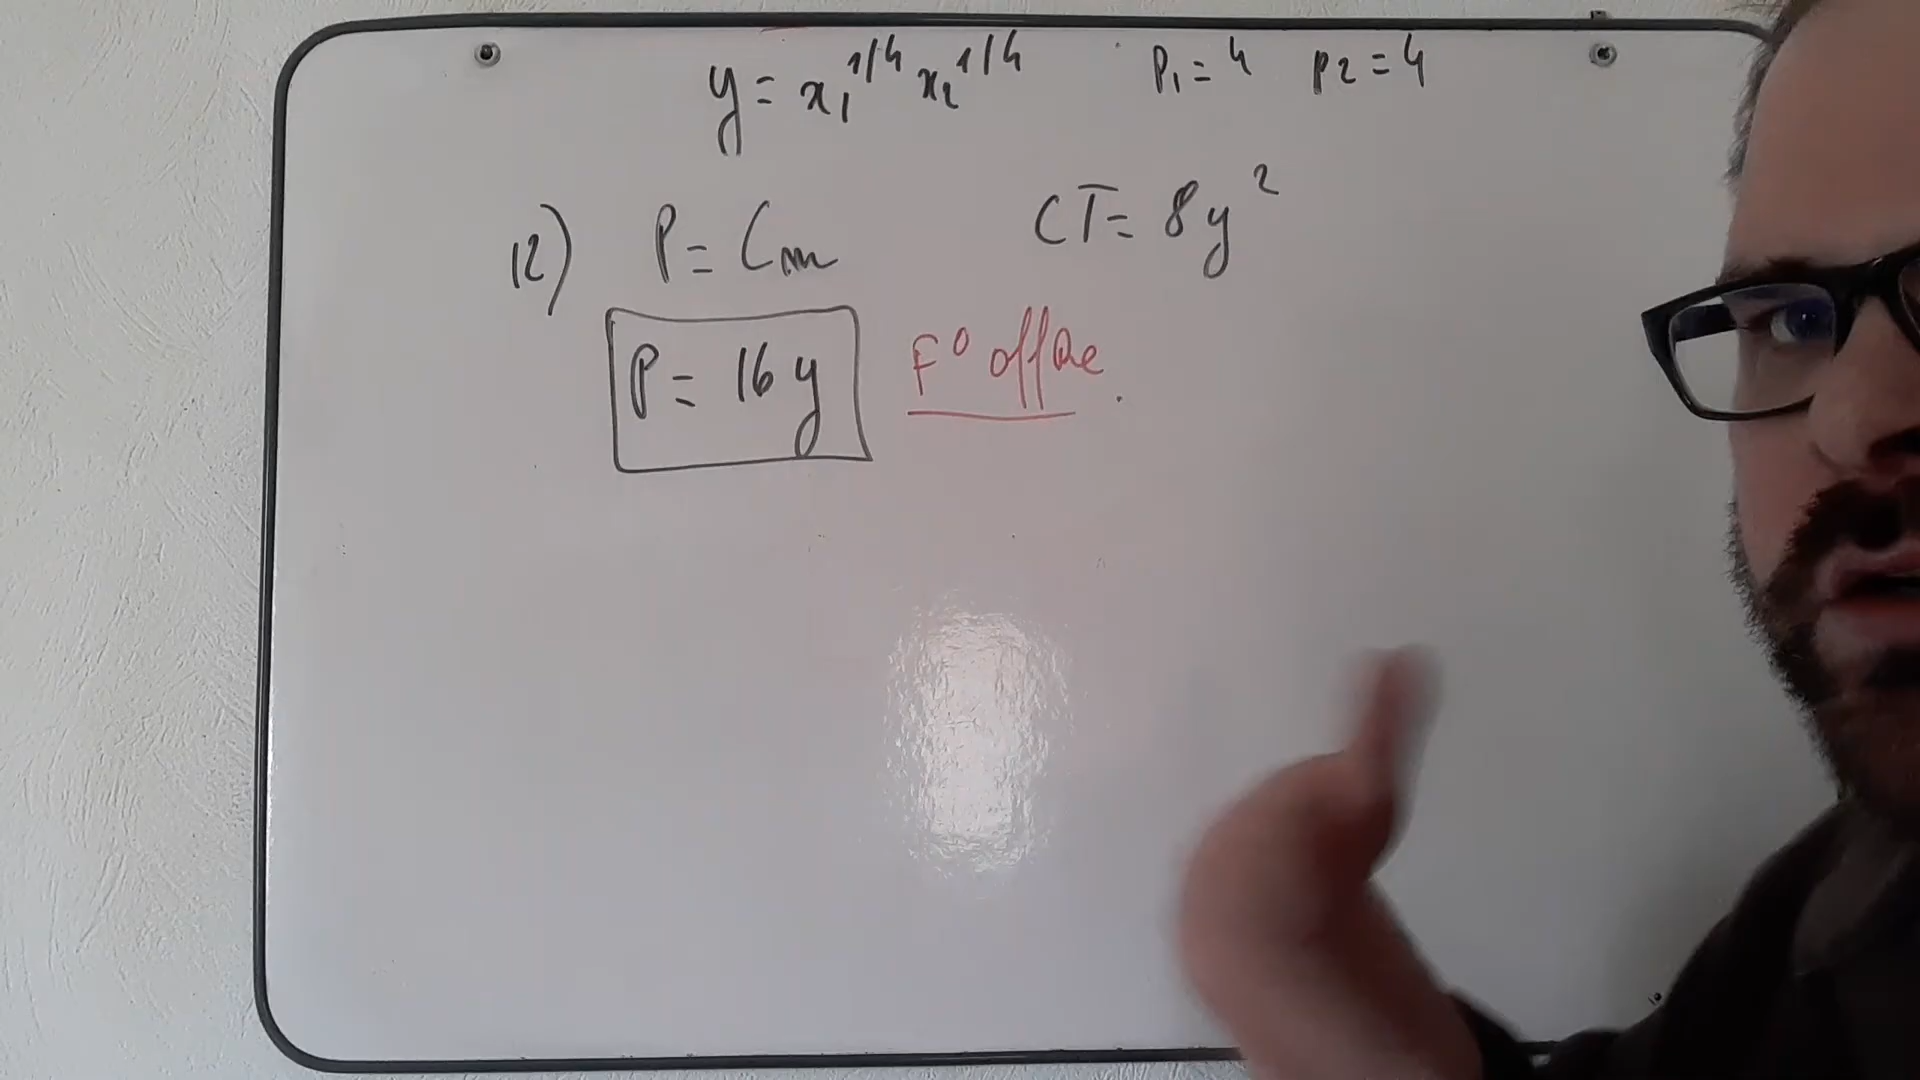 y = x₁^1/4 x₂^1/4 P₁ = 4 P2 = 4
12) P = Cm CT = 8y²
P = 16y F° offre.